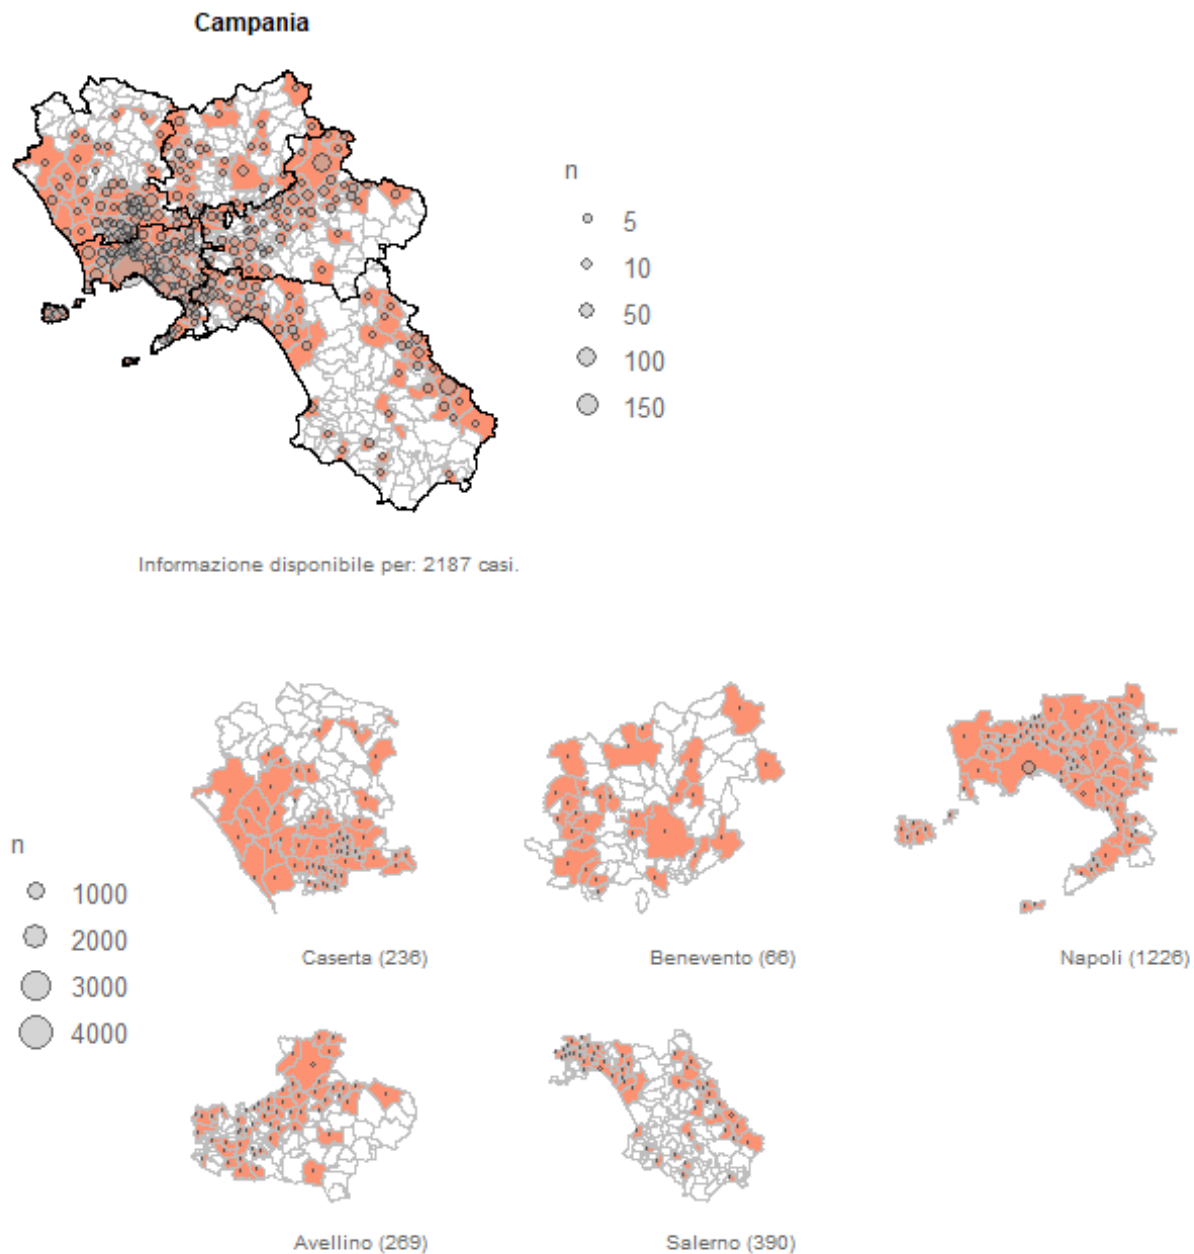 Campania
n
5
10
50
100
150
Informazione disponibile per: 2187 casi.
n
1000
2000
3000
4000
Caserta (236)
Benevento (66)
Napoli (1226)
Avellino (269)
Salerno (390)